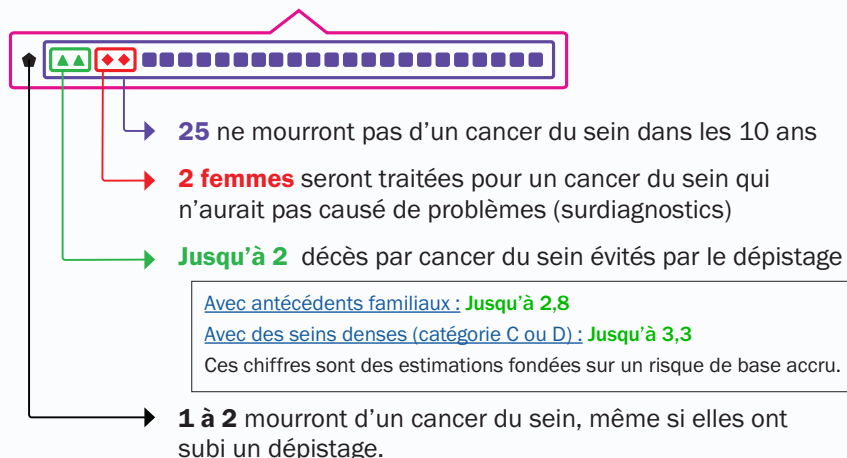 25 ne mourront pas d’un cancer du sein dans les 10 ans
2 femmes seront traitées pour un cancer du sein qui
n’aurait pas causé de problèmes (surdiagnostics)
Jusqu’à 2 décès par cancer du sein évités par le dépistage
Avec antécédents familiaux : Jusqu’à 2,8
Avec des seins denses (catégorie C ou D) : Jusqu’à 3,3
Ces chiffres sont des estimations fondées sur un risque de base accru.
1 à 2 mourront d’un cancer du sein, même si elles ont
subi un dépistage.